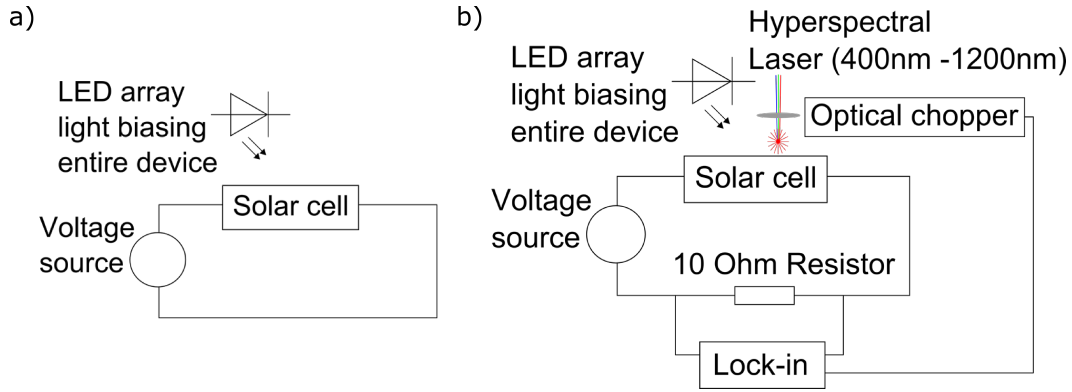 a)
LED array
light biasing
entire device
Solar cell
Voltage
source
b)
Hyperspectral
Laser (400nm -1200nm)
LED array
light biasing
entire device
Optical chopper
Solar cell
Voltage
source
10 Ohm Resistor
Lock-in